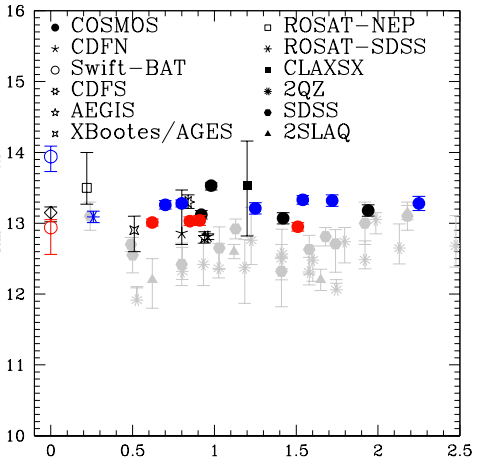 16
COSMOS ROSAT-NEP
CDFN ROSAT-SDSS
Swift-BAT CLAXSX
15
CDFS 2QZ
AEGIS SDSS
XBootes/AGES 2SLAQ
14
13
12
11
10
0 0.5 1 1.5 2 2.5